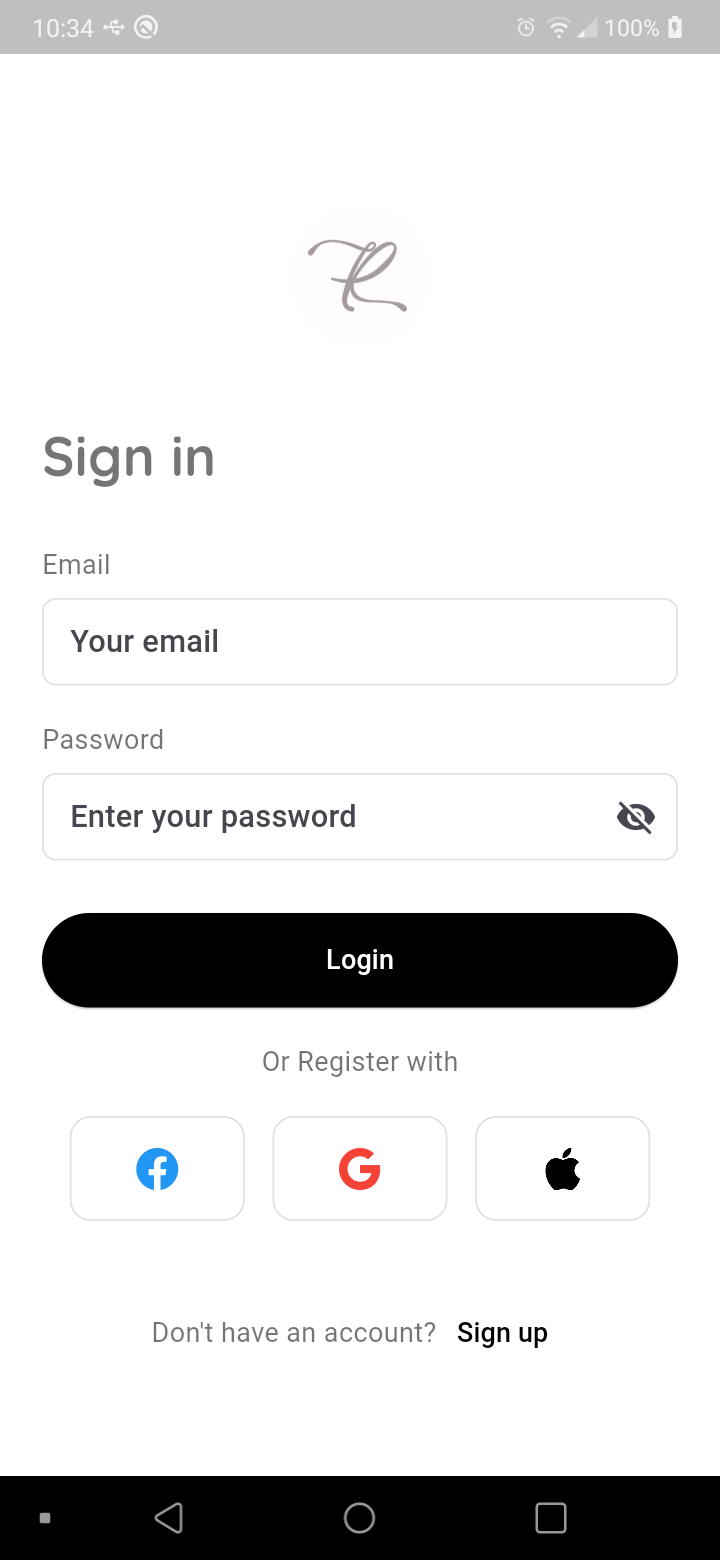 10:34 100%
Sign in
Email
Your email
Password
Enter your password
Login
Or Register with
Don't have an account? Sign up